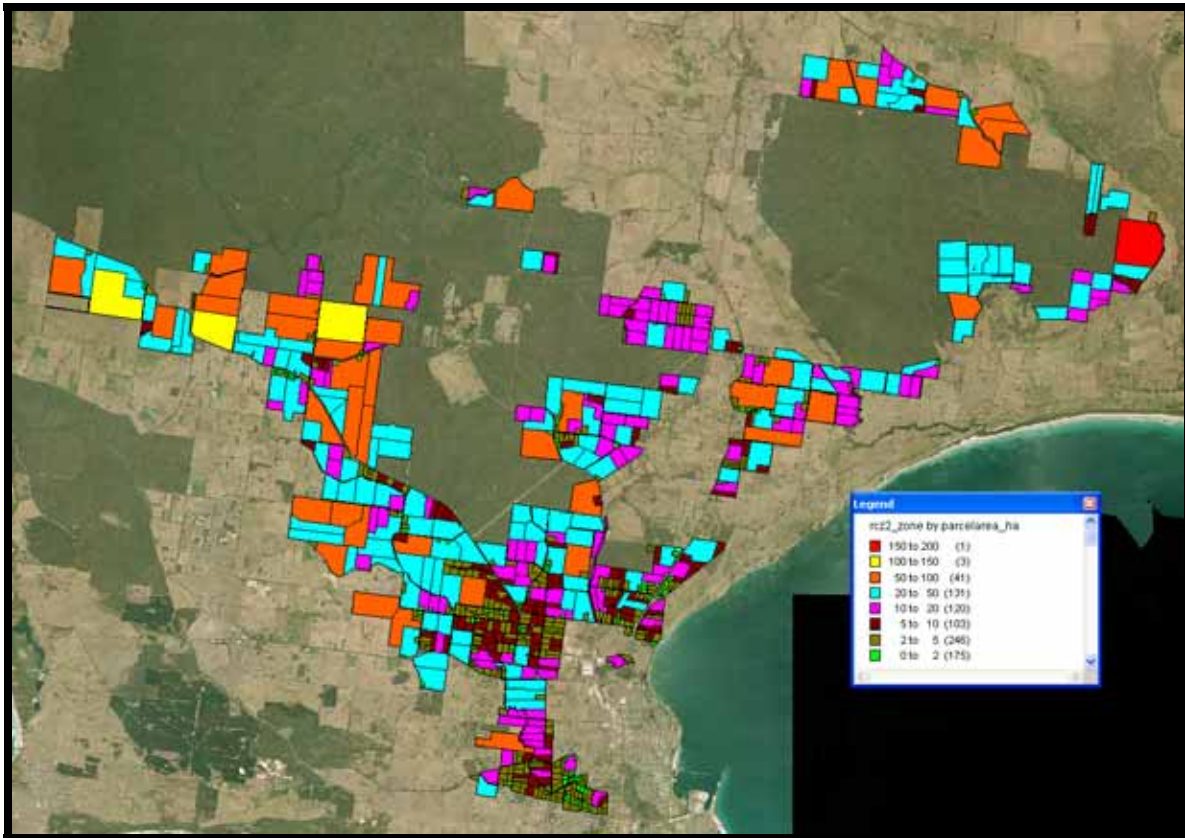 Legend
rcz2_zone by parcelarea_ha
150 to 200 (1)
100 to 150 (3)
50 to 100 (41)
20 to 50 (131)
10 to 20 (120)
5 to 10 (103)
2 to 5 (246)
0 to 2 (175)